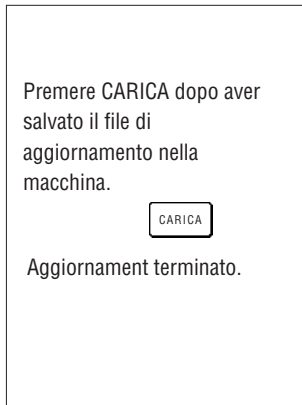 Premere CARICA dopo aver
salvato il file di
aggiornamento nella
macchina.
CARICA
Aggiornament terminato.